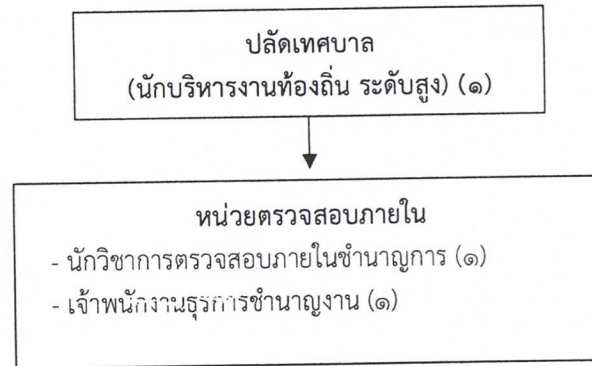 ปลัดเทศบาล
(นักบริหารงานท้องถิ่น ระดับสูง) (๑)
หน่วยตรวจสอบภายใน
- นักวิชาการตรวจสอบภายในชำนาญการ (๑)
- เจ้าพนักงานธุรการชำนาญงาน (๑)